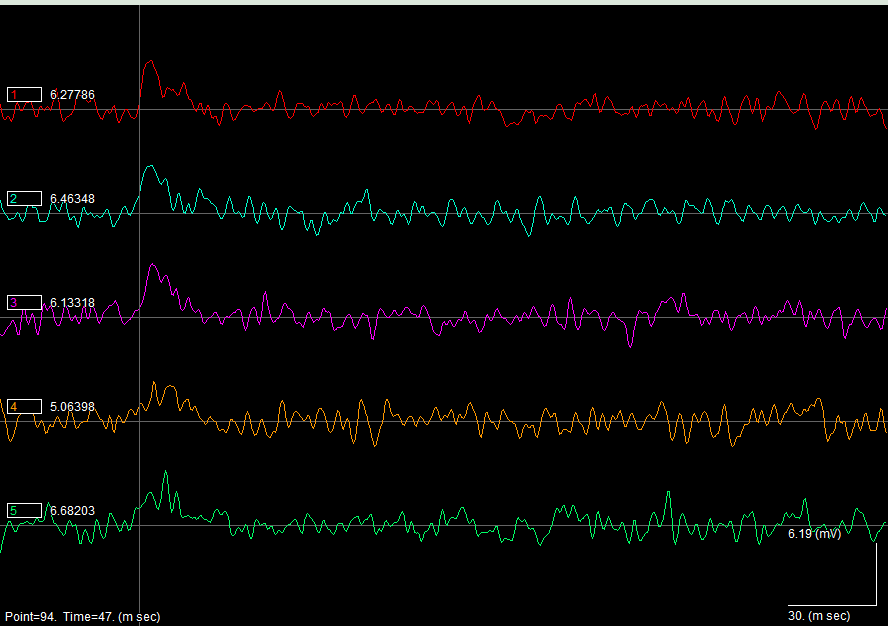 1 6.27786
2 6.46348
3 6.13318
4 5.06398
5 6.68203
6.19 (mV)
30. (m sec)
Point=94. Time=47. (m sec)